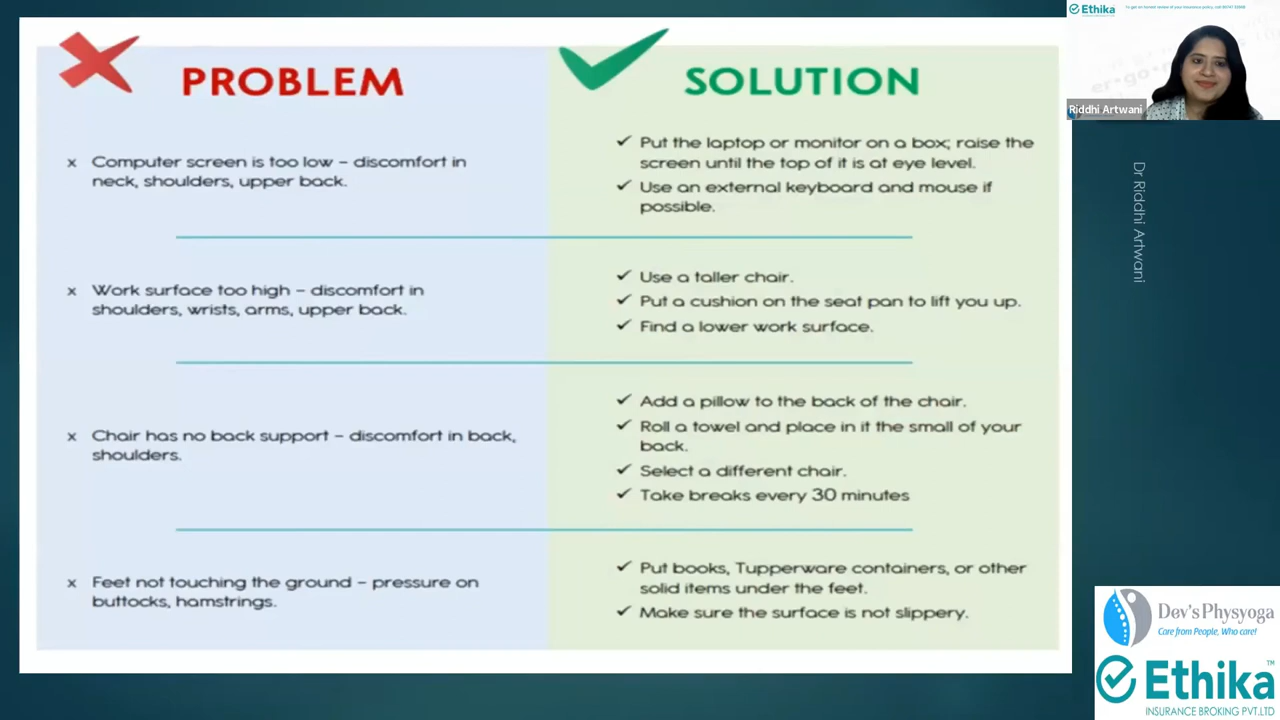 PROBLEM
SOLUTION
x Computer screen is too low – discomfort in
neck, shoulders, upper back.
✓ Put the laptop or monitor on a box; raise the
screen until the top of it is at eye level.
✓ Use an external keyboard and mouse if
possible.
x Work surface too high – discomfort in
shoulders, wrists, arms, upper back.
✓ Use a taller chair.
✓ Put a cushion on the seat pan to lift you up.
✓ Find a lower work surface.
x Chair has no back support – discomfort in back,
shoulders.
✓ Add a pillow to the back of the chair.
✓ Roll a towel and place in it the small of your
back.
✓ Select a different chair.
✓ Take breaks every 30 minutes
x Feet not touching the ground – pressure on
buttocks, hamstrings.
✓ Put books, Tupperware containers, or other
solid items under the feet.
✓ Make sure the surface is not slippery.
Ethika
INSURANCE BROKING PVT.LTD
Riddhi Artwani
Dr Riddhi Artwani
Dev's Physyoga
Care from People, Who care!
Ethika™
INSURANCE BROKING PVT.LTD